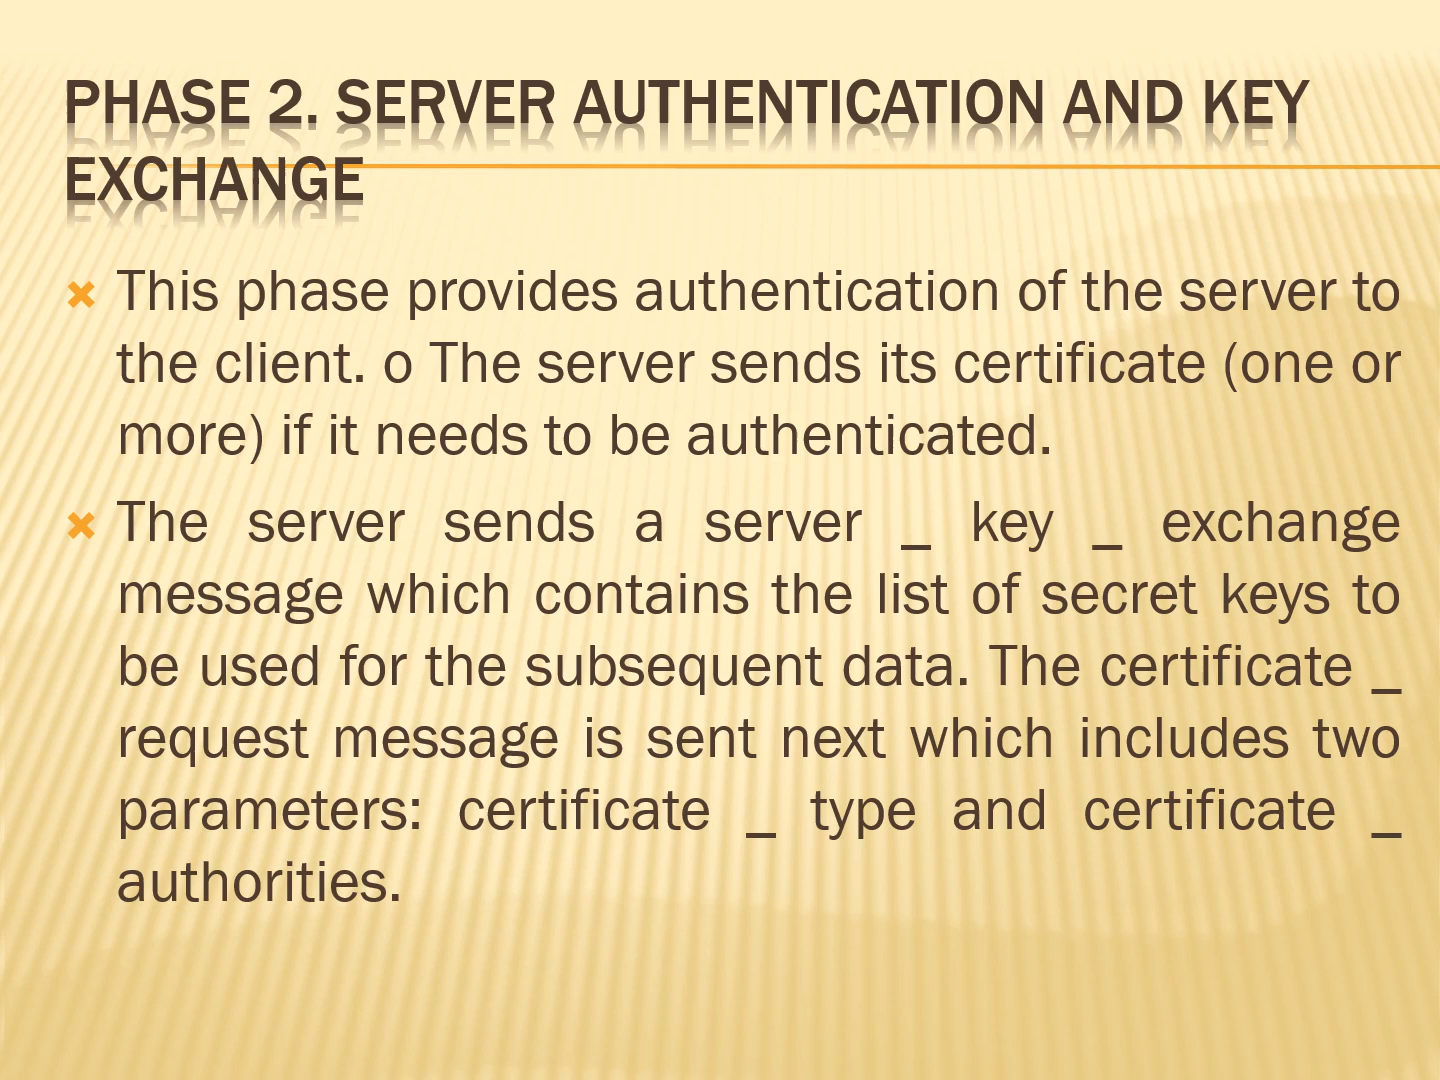 PHASE 2. SERVER AUTHENTICATION AND KEY
EXCHANGE
This phase provides authentication of the server to
the client. o The server sends its certificate (one or
more) if it needs to be authenticated.
The server sends a server _ key _ exchange
message which contains the list of secret keys to
be used for the subsequent data. The certificate _
request message is sent next which includes two
parameters: certificate _ type and certificate _
authorities.